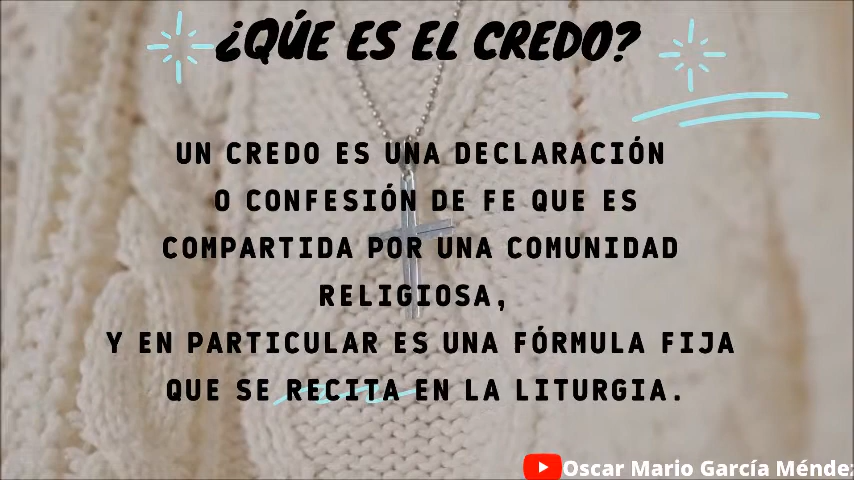 ¿QÚE ES EL CREDO?
UN CREDO ES UNA DECLARACIÓN
O CONFESIÓN DE FE QUE ES
COMPARTIDA POR UNA COMUNIDAD
RELIGIOSA,
Y EN PARTICULAR ES UNA FÓRMULA FIJA
QUE SE RECITA EN LA LITURGIA.
Oscar Mario García Méndez